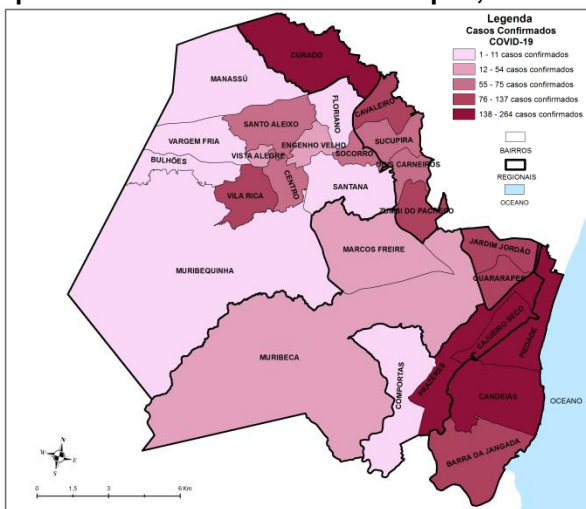 Legenda
Casos Confirmados
COVID-19
1 - 11 casos confirmados
12 - 54 casos confirmados
55 - 75 casos confirmados
76 - 137 casos confirmados
138 - 264 casos confirmados
BAIRROS
REGIONAIS
OCEANO
CURADO
MANASSÚ
FLORIANO
CAVALEIRO
SANTO ALEIXO
VARGEM FRIA
ENGENHO VELHO
SUCUPIRA
BULHÕES
VISTA ALEGRE
SOCORRO
DOIS CARNEIROS
CENTRO
VILA RICA
SANTANA
ZUMBI DO PACHECO
MARCOS FREIRE
JARDIM JORDÃO
MURIBEQUINHA
GUARARAPES
CAJUEIRO SECO
PIEDADE
MURIBECA
COMPORTAS
PRAZERES
CANDEIAS
OCEANO
BARRA DA JANGADA
N
W
E
S
0
1,5
3
6 Km